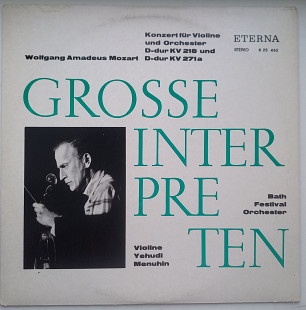 Konzert für Violine
und Orchester
D-dur KV 218 und
Wolfgang Amadeus Mozart D-dur KV 271a
ETERNA
STEREO 8 25 660
GROSSE
INTER
PRE
TEN
Bath
Festival
Orchester
Violine
Yehudi
Menuhin